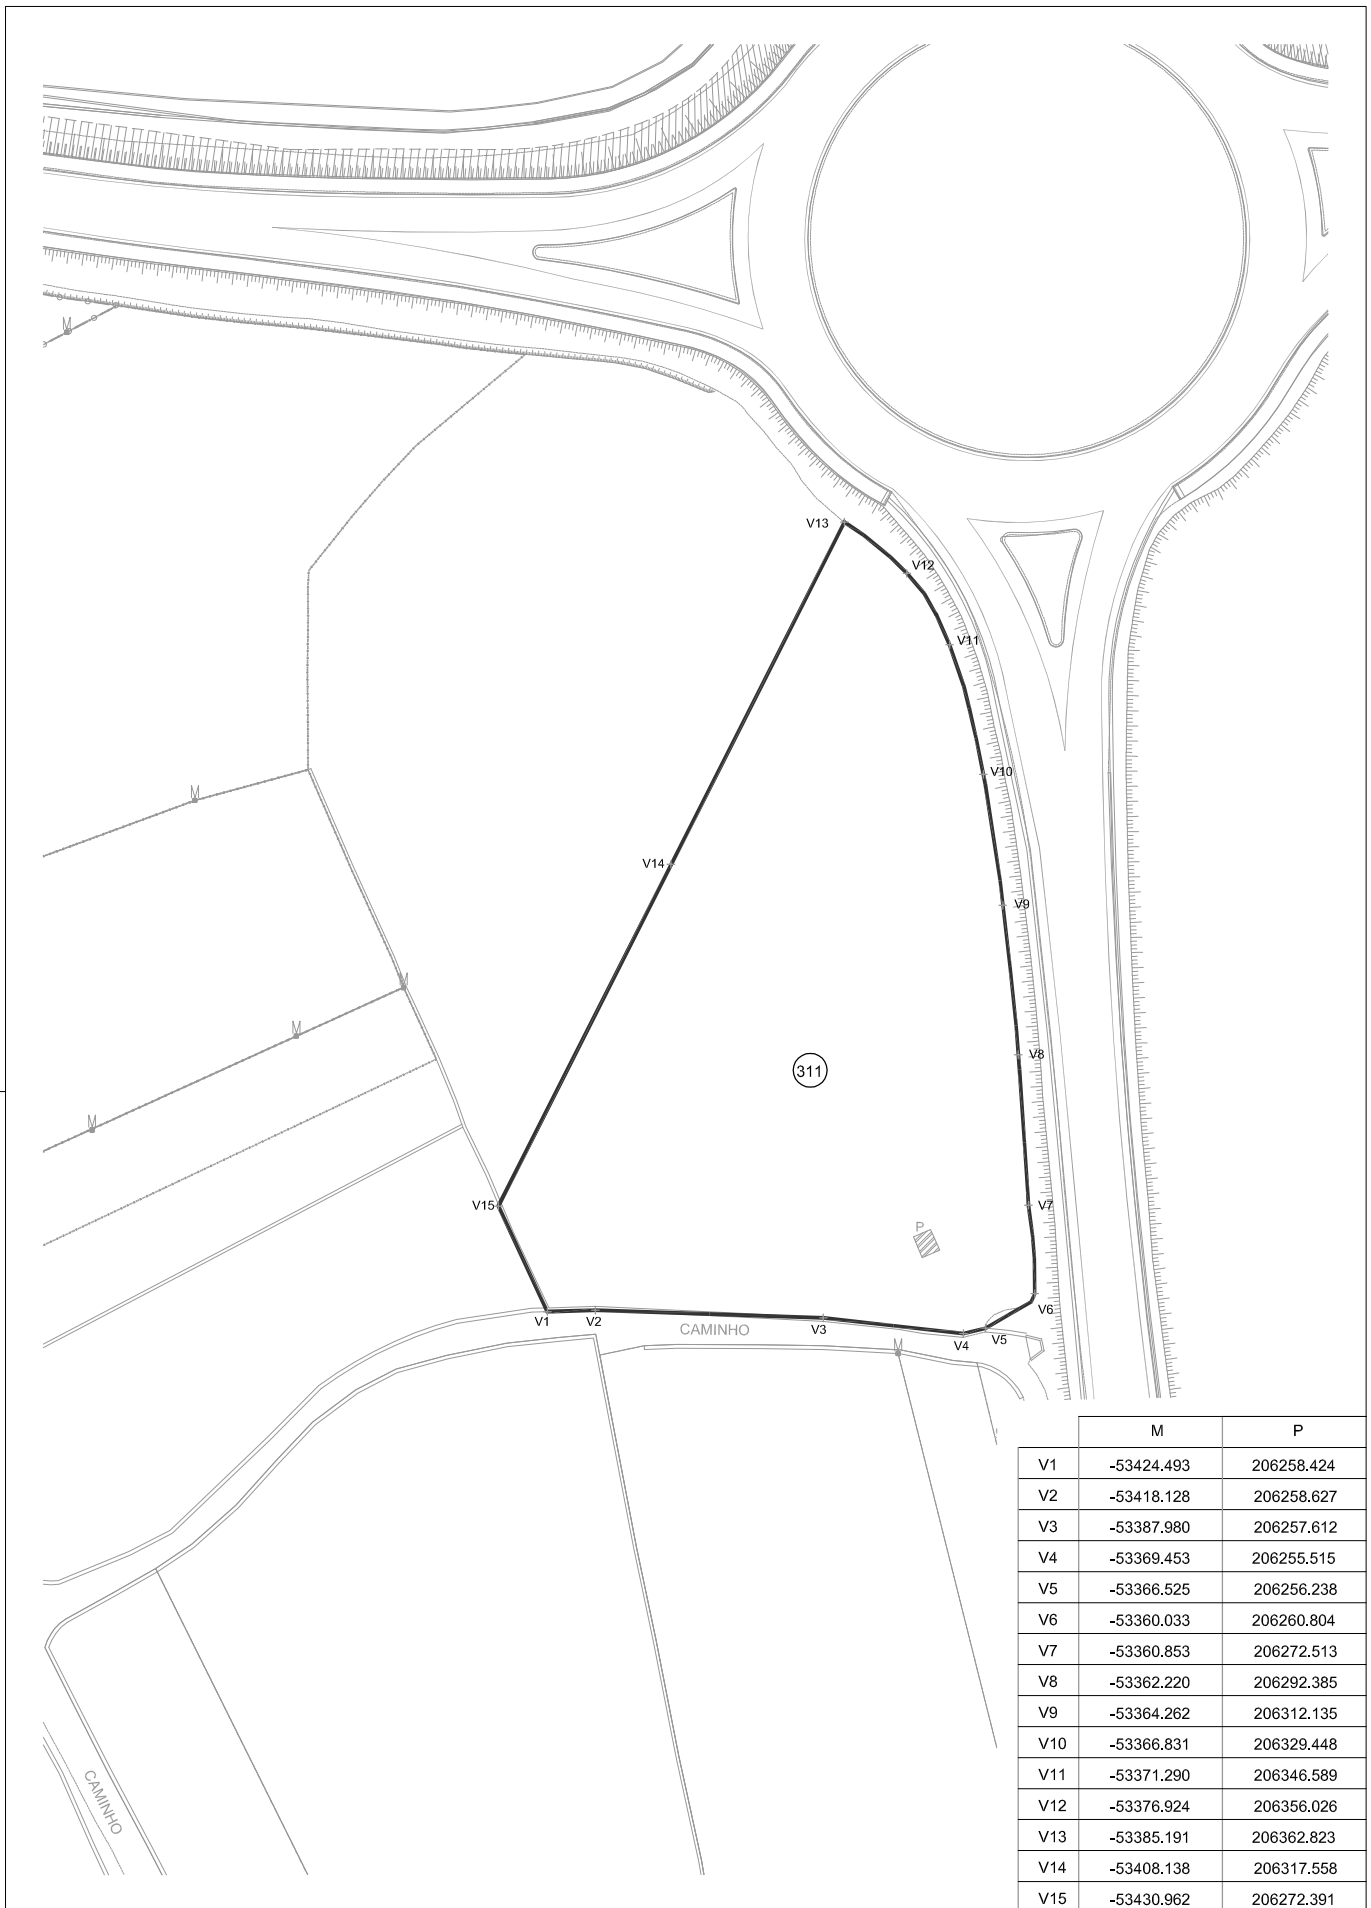 M
V13
V12
V11
V10
M
V14
V9
M
M
V8
311
M
V15
V7
P
V6
V1
V2
V3
V4
V5
CAMINHO
M
CAMINHO
M P
V1 -53424.493 206258.424
V2 -53418.128 206258.627
V3 -53387.980 206257.612
V4 -53369.453 206255.515
V5 -53366.525 206256.238
V6 -53360.033 206260.804
V7 -53360.853 206272.513
V8 -53362.220 206292.385
V9 -53364.262 206312.135
V10 -53366.831 206329.448
V11 -53371.290 206346.589
V12 -53376.924 206356.026
V13 -53385.191 206362.823
V14 -53408.138 206317.558
V15 -53430.962 206272.391